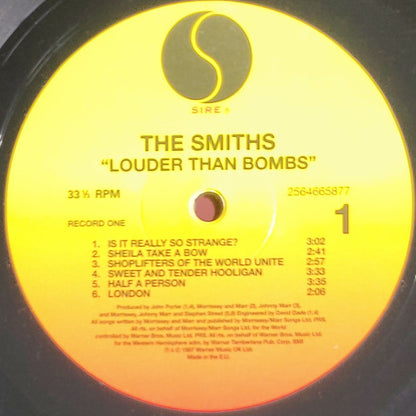 SIRE®
THE SMITHS
“LOUDER THAN BOMBS”
33 ⅓ RPM
2564665877
RECORD ONE
1
1. IS IT REALLY SO STRANGE? 3:02
2. SHEILA TAKE A BOW 2:41
3. SHOPLIFTERS OF THE WORLD UNITE 2:57
4. SWEET AND TENDER HOOLIGAN 3:33
5. HALF A PERSON 3:35
6. LONDON 2:06
Produced by John Porter (1,4), Morrissey and Marr (2), Johnny Marr (3),
and Morrissey, Johnny Marr and Stephen Street (5,6) Engineered by David Dade (1,4)
All songs written by Morrissey and Marr and published by Morrissey/Marr Songs Ltd, PRS.
All rts. on behalf of Morrissey/Marr Songs Ltd. for the World
controlled by Warner Bros. Music Ltd, PRS. All rts. on behalf of Warner Bros. Music Ltd.
for the Western Hemisphere adm. by Warner Tamberlane Pub. Corp. BMI
1987 Warner Music UK Ltd.
Made in the E.U.